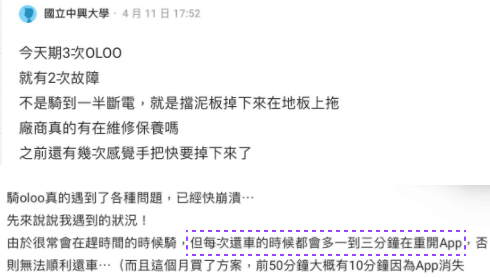 國立中興大學 · 4 月 11 日 17:52
今天期3次OLOO
就有2次故障
不是騎到一半斷電，就是擋泥板掉下來在地板上拖
廠商真的有在維修保養嗎
之前還有幾次感覺手把快要掉下來了
騎oloo真的遇到了各種問題，已經快崩潰…
先來說說我遇到的狀況！
由於很常會在趕時間的時候騎，但每次還車的時候都會多一到三分鐘在重開App，否
則無法順利還車…（而且這個月買了方案，前50分鐘大概有10分鐘因為App消失